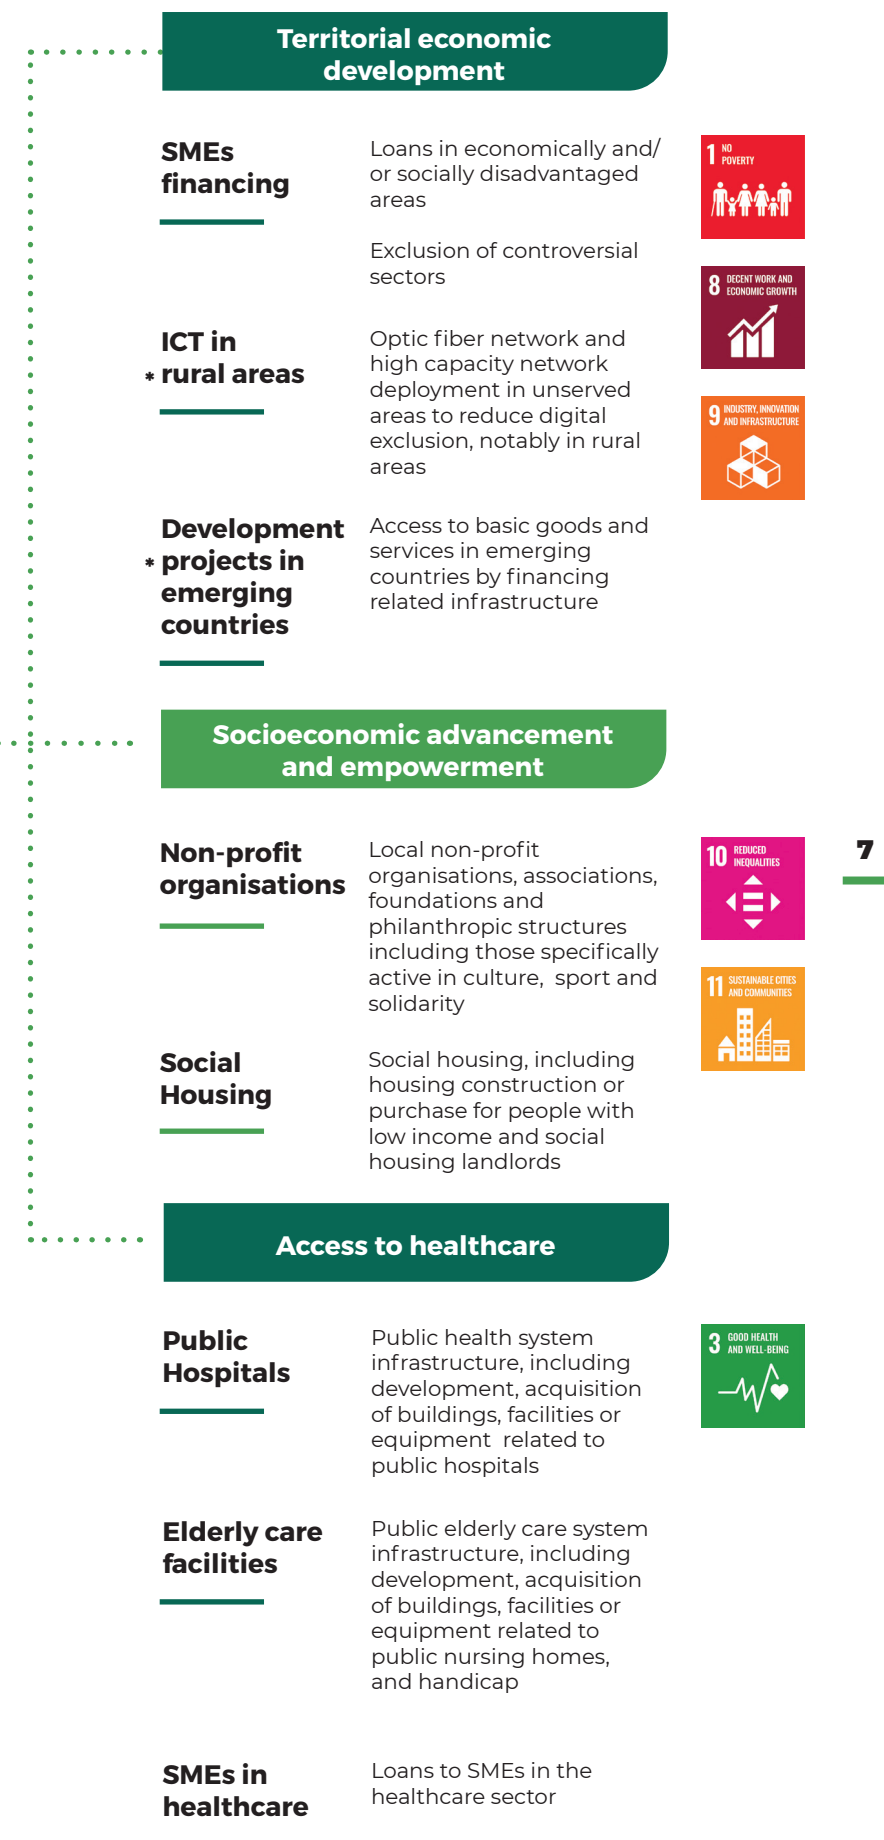 Territorial economic
development
SMEs
financing
Loans in economically and/
or socially disadvantaged
areas
Exclusion of controversial
sectors
1 NO
POVERTY
8 DECENT WORK AND
ECONOMIC GROWTH
ICT in
* rural areas
Optic fiber network and
high capacity network
deployment in unserved
areas to reduce digital
exclusion, notably in rural
areas
9 INDUSTRY, INNOVATION
AND INFRASTRUCTURE
Development
* projects in
emerging
countries
Access to basic goods and
services in emerging
countries by financing
related infrastructure
Socioeconomic advancement
and empowerment
Non-profit
organisations
Local non-profit
organisations, associations,
foundations and
philanthropic structures
including those specifically
active in culture, sport and
solidarity
10 REDUCED
INEQUALITIES
7
11 SUSTAINABLE CITIES
AND COMMUNITIES
Social
Housing
Social housing, including
housing construction or
purchase for people with
low income and social
housing landlords
Access to healthcare
Public
Hospitals
Public health system
infrastructure, including
development, acquisition
of buildings, facilities or
equipment related to
public hospitals
3 GOOD HEALTH
AND WELL-BEING
Elderly care
facilities
Public elderly care system
infrastructure, including
development, acquisition
of buildings, facilities or
equipment related to
public nursing homes,
and handicap
SMEs in
healthcare
Loans to SMEs in the
healthcare sector